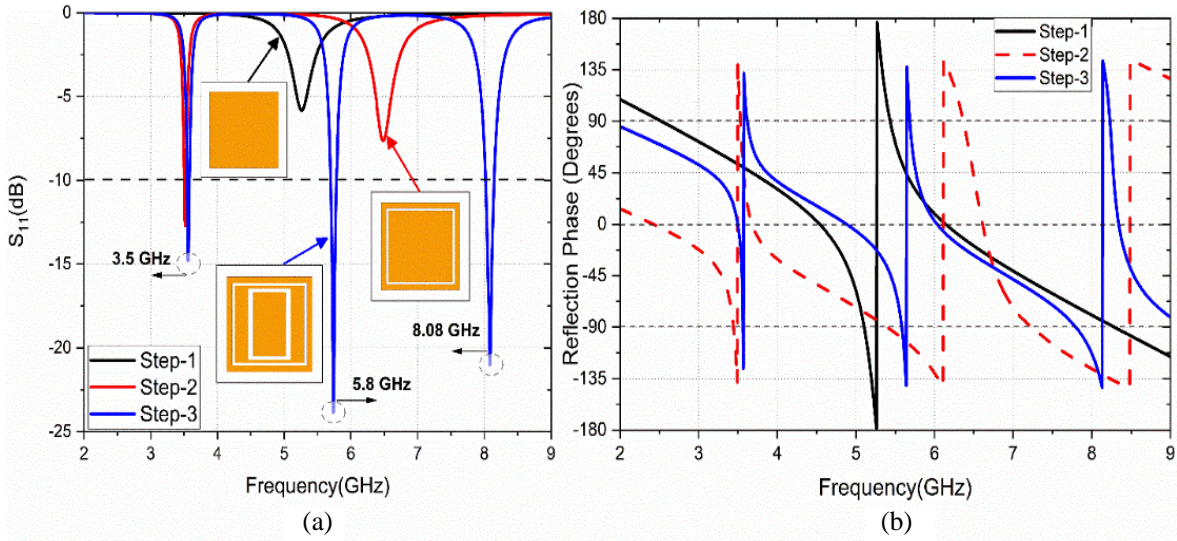 0
-5
-10
-15
-20
-25
S11(dB)
3.5 GHz
8.08 GHz
5.8 GHz
Step-1
Step-2
Step-3
2 3 4 5 6 7 8 9
Frequency(GHz)
(a)
180
135
90
45
0
-45
-90
-135
-180
Reflection Phase (Degrees)
Step-1
Step-2
Step-3
2 3 4 5 6 7 8 9
Frequency(GHz)
(b)